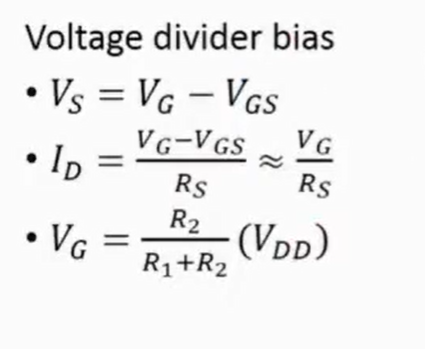 Voltage divider bias
• V_S = V_G − V_GS
• I_D = (V_G−V_GS)/R_S ≈ V_G/R_S
• V_G = R_2/(R_1+R_2) (V_DD)